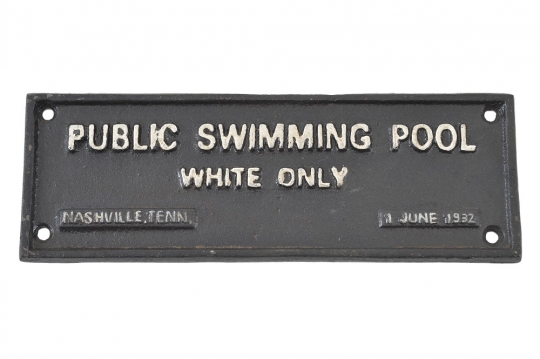 PUBLIC SWIMMING POOL
WHITE ONLY
NASHVILLE, TENN. 1 JUNE 1932